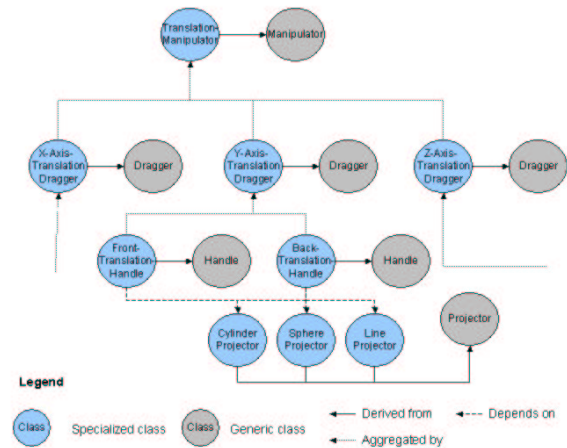 Translation-
Manipulator
Manipulator
X-Axis-
Translation
Dragger
Dragger
Y-Axis-
Translation
Dragger
Dragger
Z-Axis-
Translation
Dragger
Dragger
Front-
Translation-
Handle
Handle
Back-
Translation-
Handle
Handle
Cylinder
Projector
Sphere
Projector
Line
Projector
Projector
Legend
Class
Specialized class
Class
Generic class
Derived from
Depends on
Aggregated by